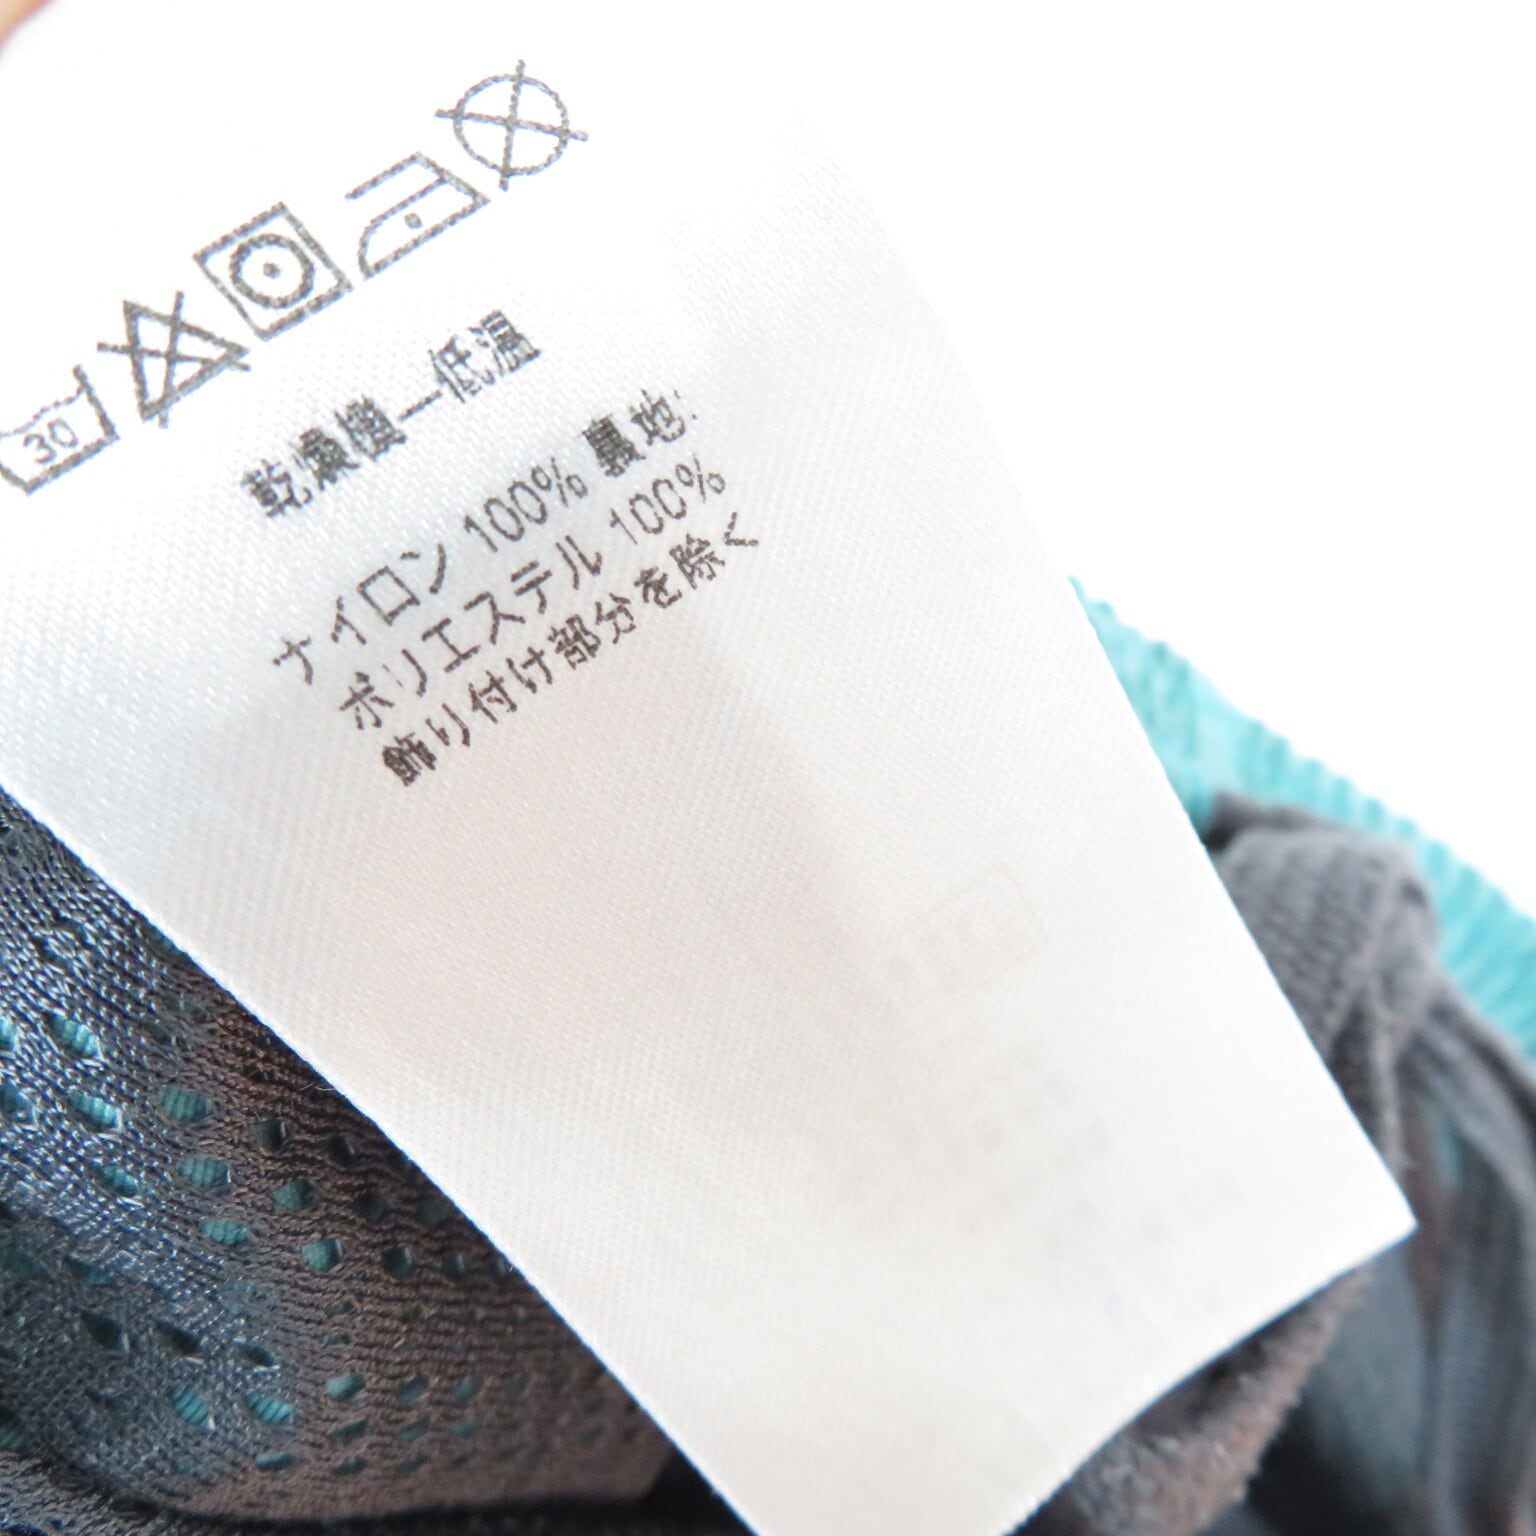 30
乾燥機—低温
ナイロン 100% 裏地:
ポリエステル 100%
飾り付け部分を除く